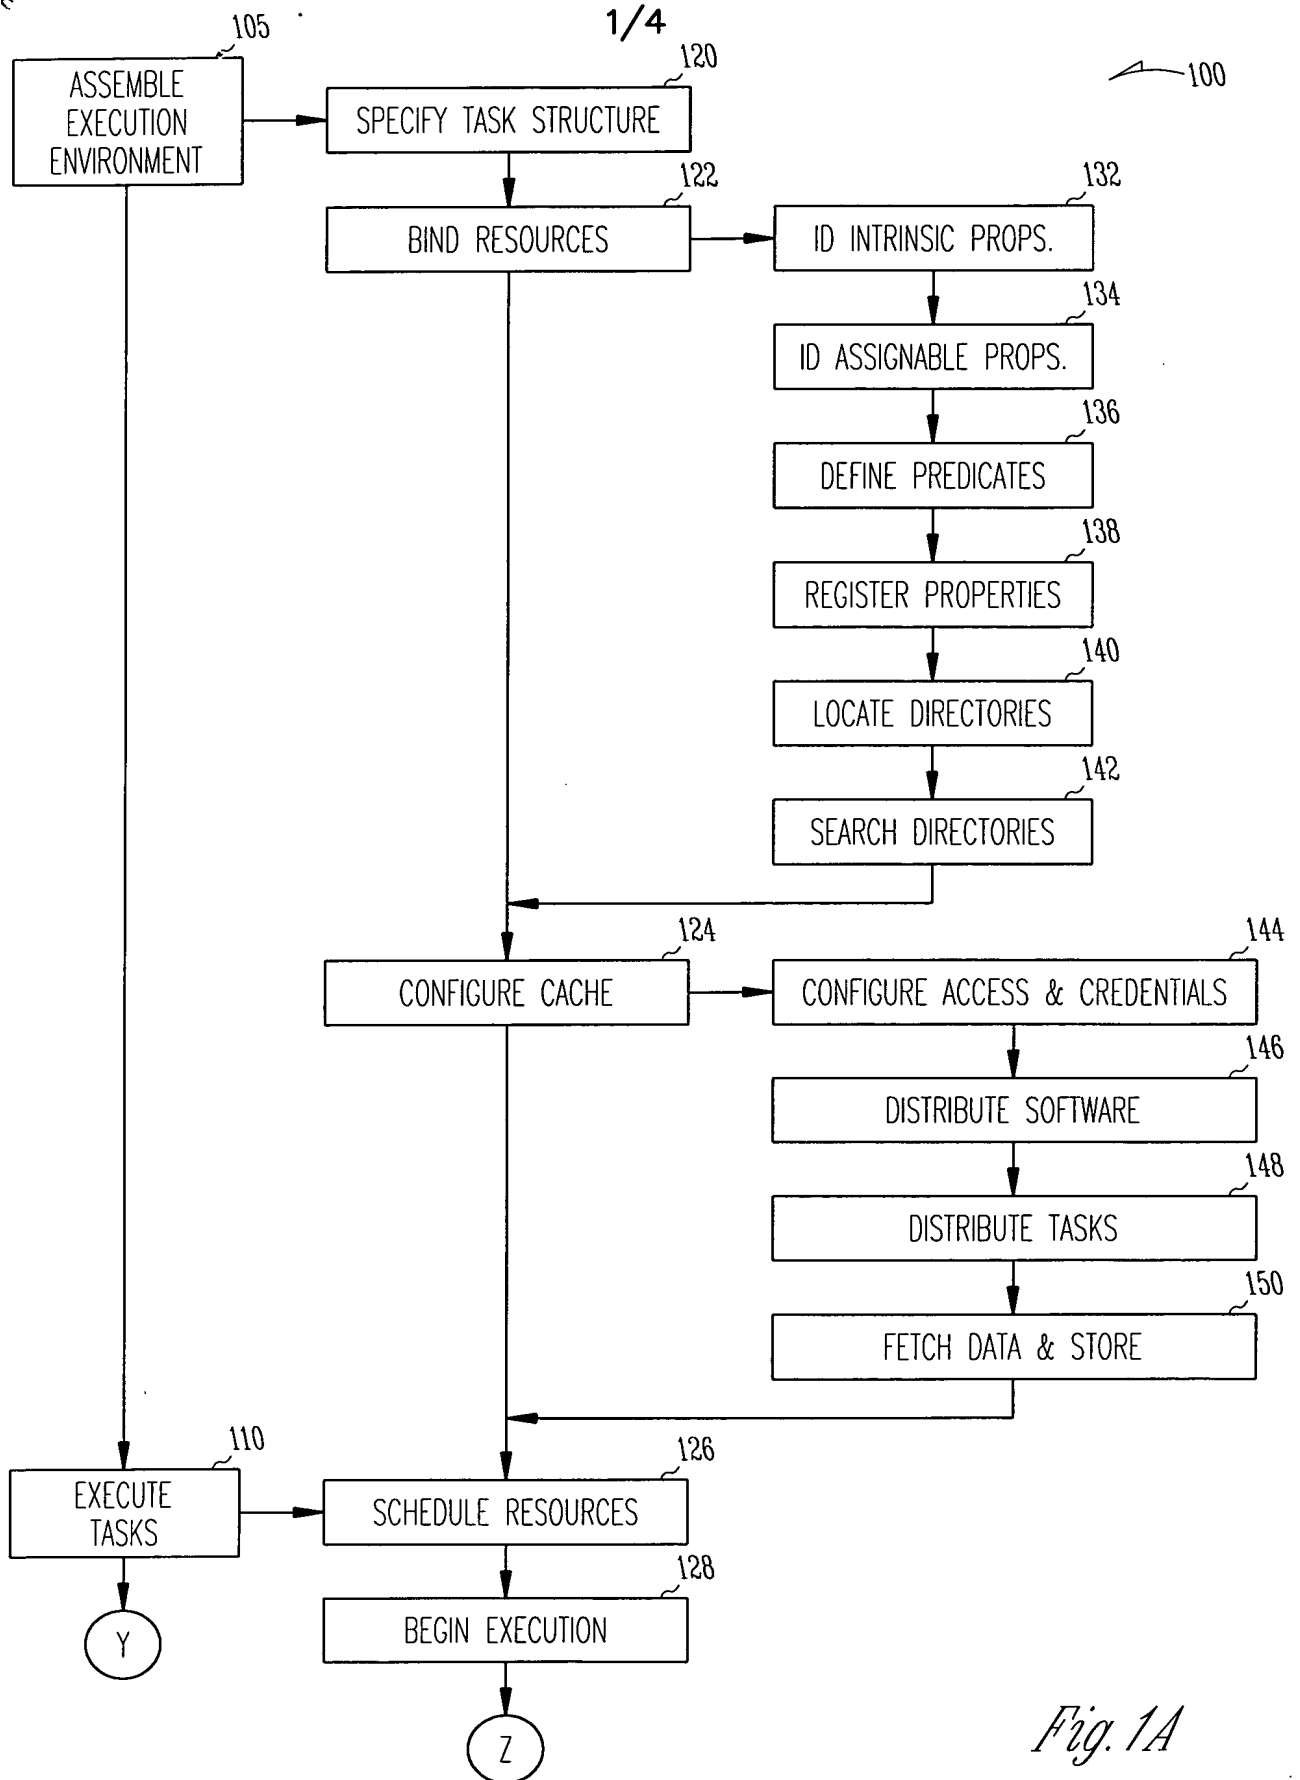 1/4
105
ASSEMBLE
EXECUTION
ENVIRONMENT
120
SPECIFY TASK STRUCTURE
100
122
BIND RESOURCES
132
ID INTRINSIC PROPS.
134
ID ASSIGNABLE PROPS.
136
DEFINE PREDICATES
138
REGISTER PROPERTIES
140
LOCATE DIRECTORIES
142
SEARCH DIRECTORIES
124
CONFIGURE CACHE
144
CONFIGURE ACCESS & CREDENTIALS
146
DISTRIBUTE SOFTWARE
148
DISTRIBUTE TASKS
150
FETCH DATA & STORE
110
EXECUTE
TASKS
126
SCHEDULE RESOURCES
128
BEGIN EXECUTION
Y
Z
Fig. 1A